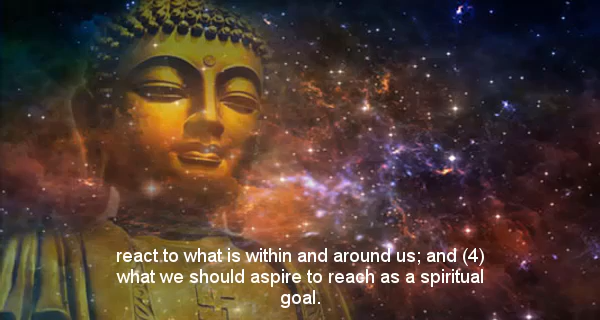 react to what is within and around us; and (4)
what we should aspire to reach as a spiritual
goal.